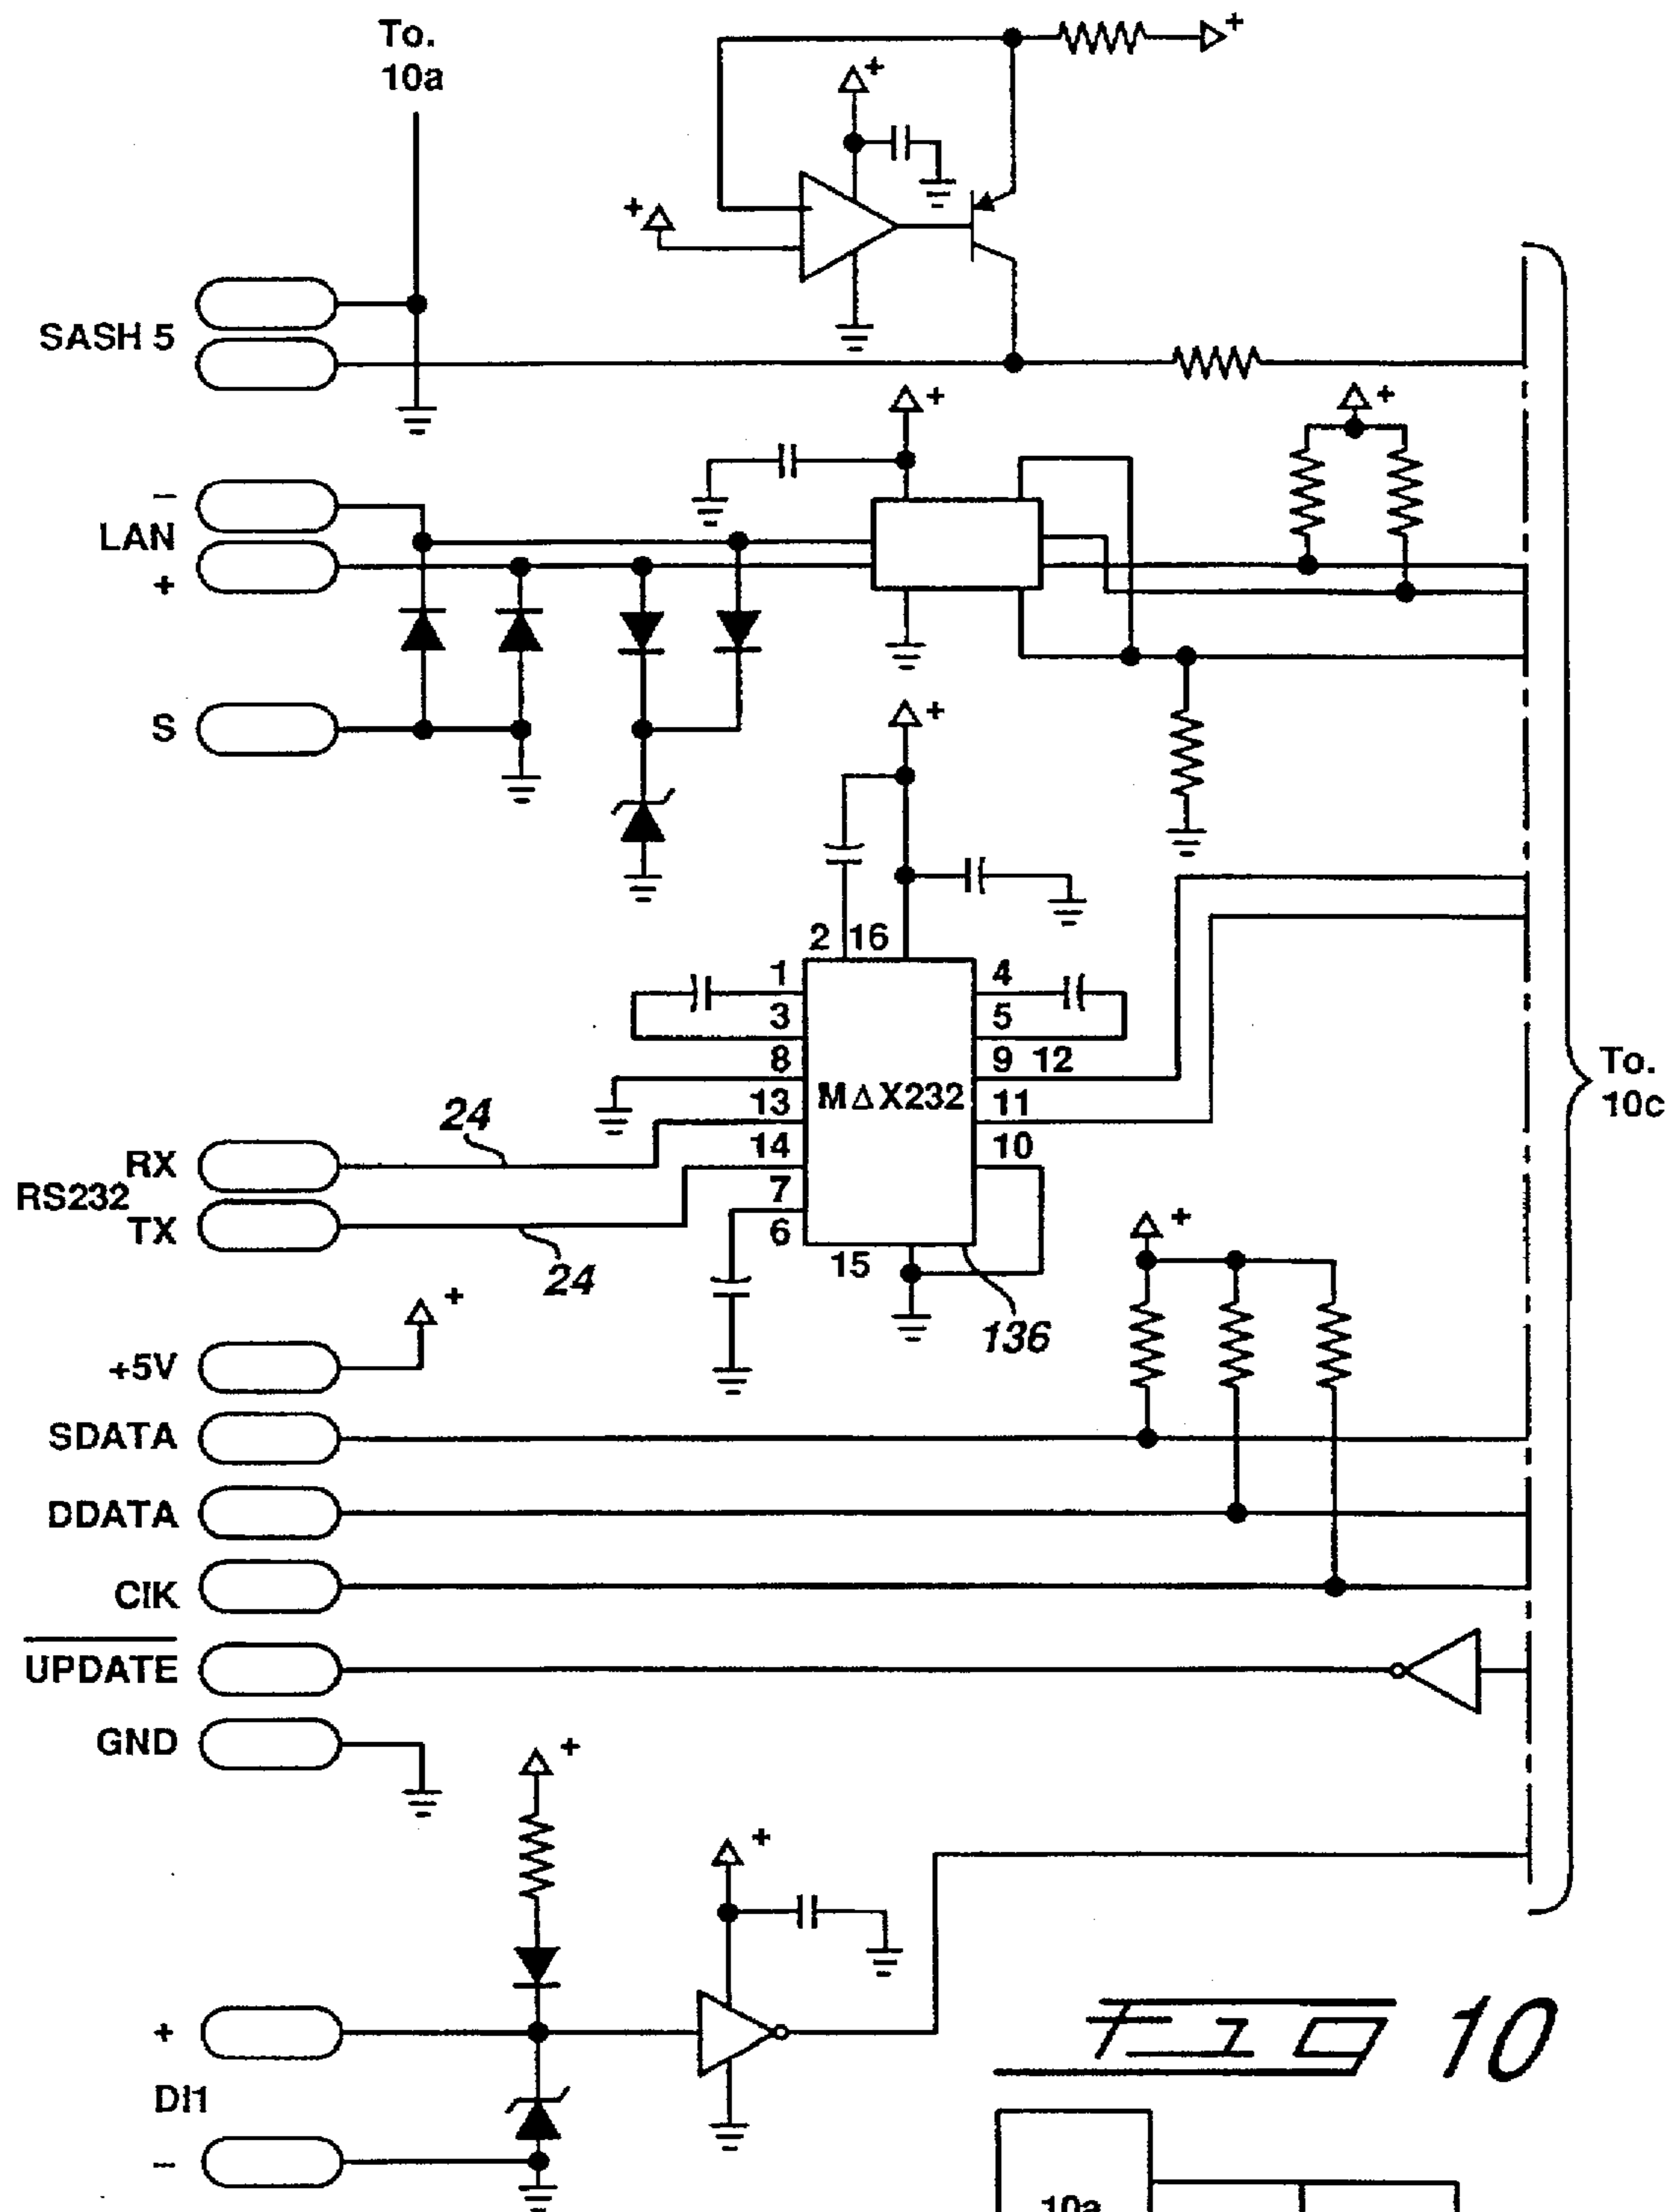 To.
10a
+
+
+
SASH 5
+
+
–
LAN
+
S
+
2 16
1
3
8
13
14
7
6
15
4
5
9 12
11
10
MΔX232
To.
10c
24
RX
RS232
TX
24
136
+
+
+5V
SDATA
DDATA
CIK
UPDATE
GND
+
+
+
DI1
–
Fig 10
10a